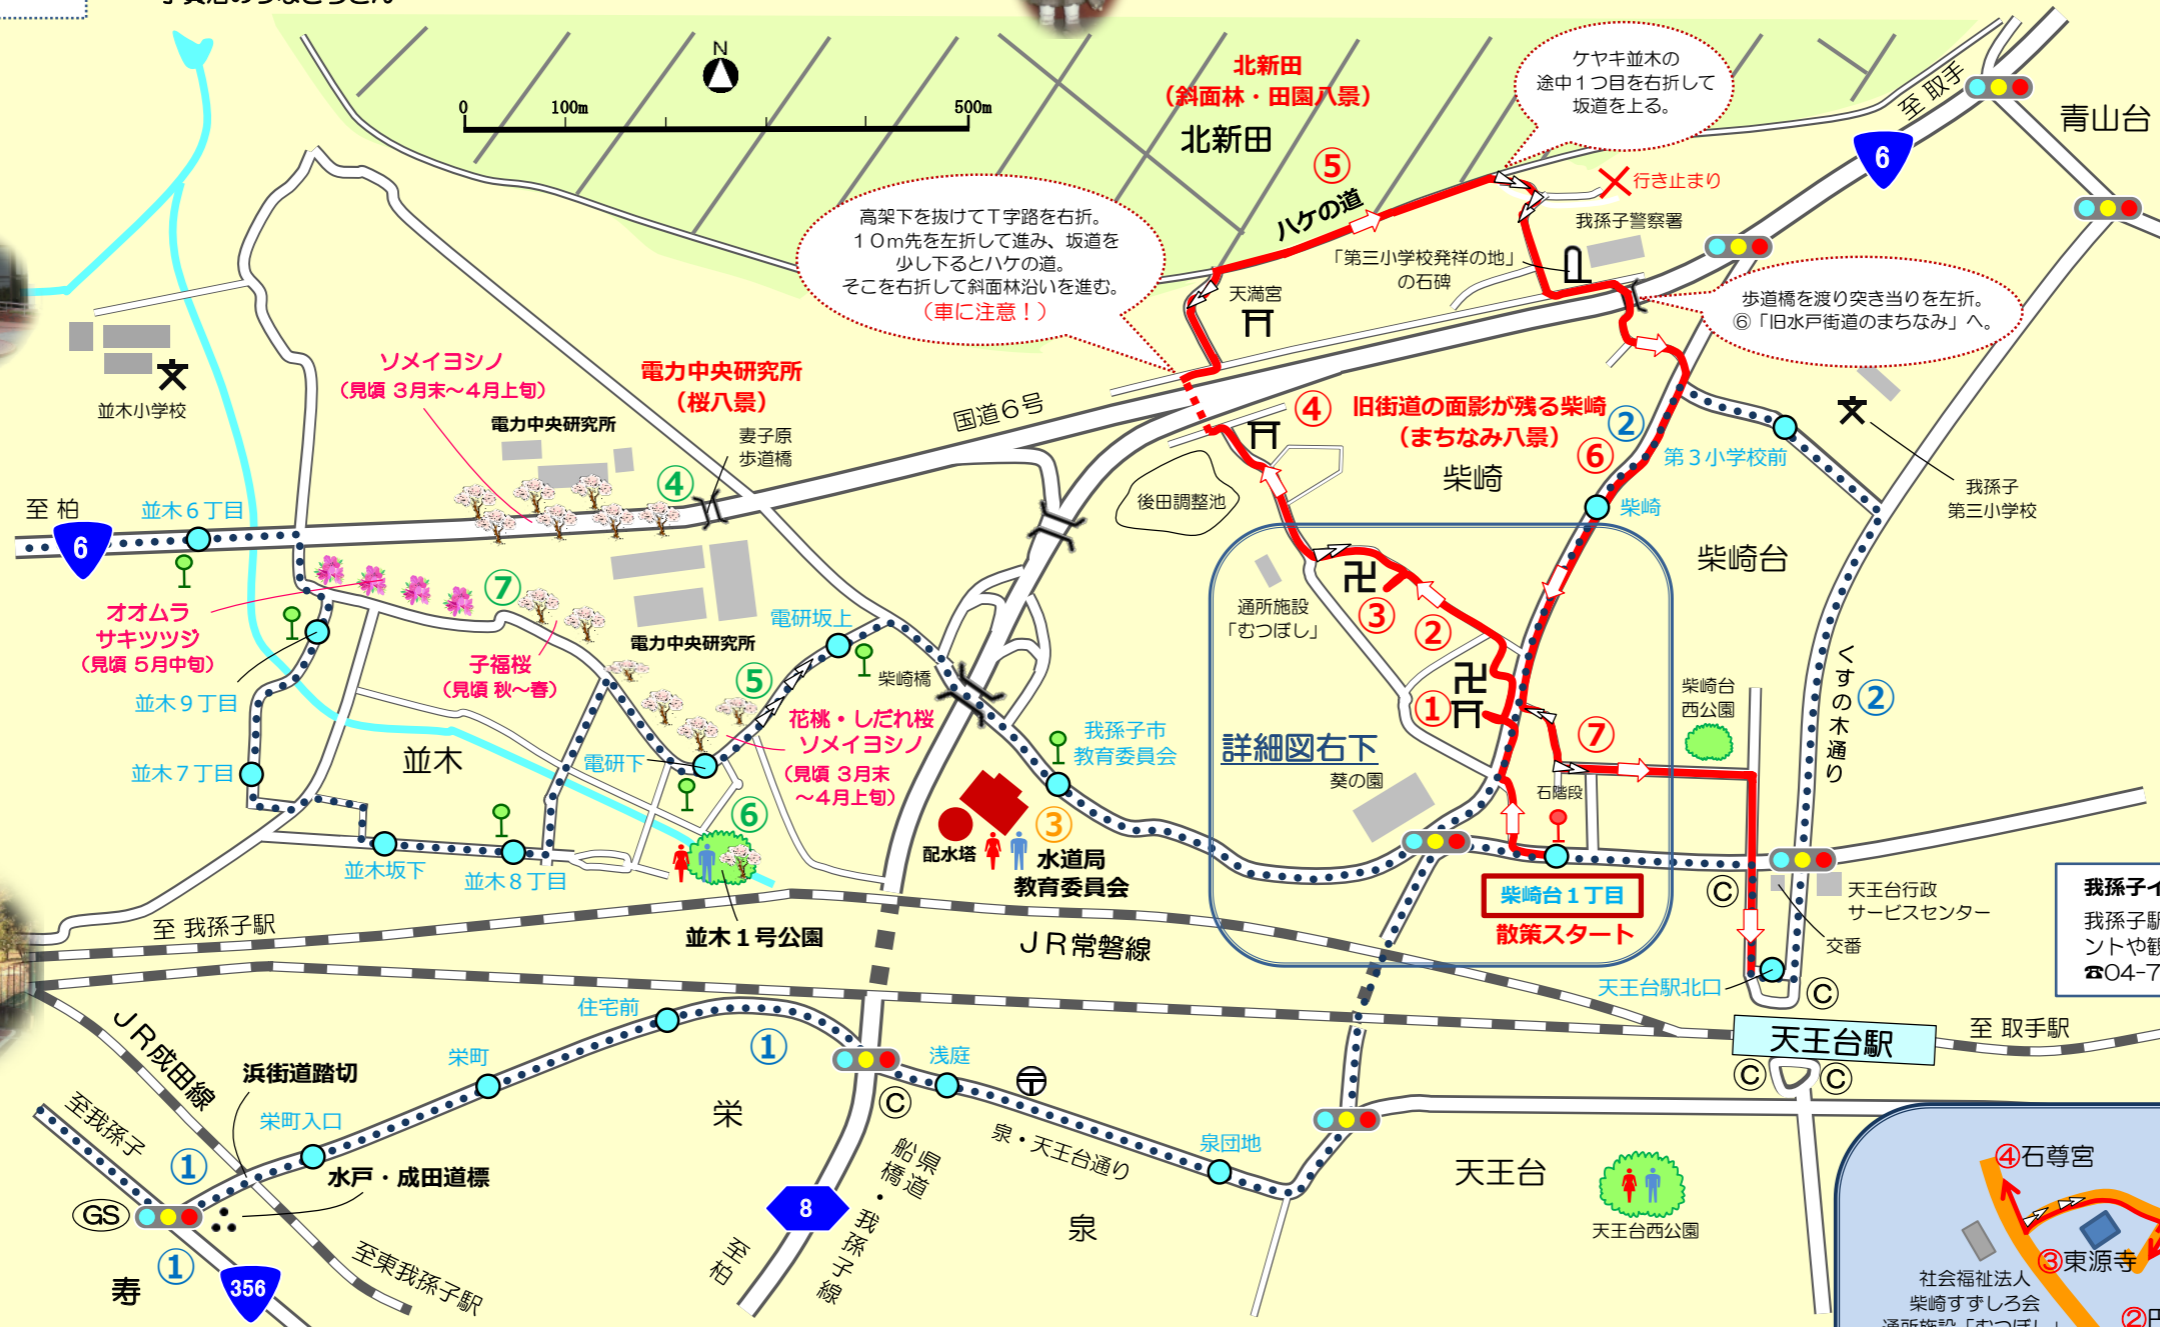 N
0 100m 500m
北新田
（斜面林・田園八景）
北新田
ケヤキ並木の
途中１つ目を右折して
坂道を上る。
至 取手
青山台
6
⑤
ハケの道
行き止まり
我孫子警察署
「第三小学校発祥の地」
の石碑
高架下を抜けてＴ字路を右折。
１０ｍ先を左折して進み、坂道を
少し下るとハケの道。
そこを右折して斜面林沿いを進む。
（車に注意！）
天満宮
歩道橋を渡り突き当りを左折。
⑥「旧水戸街道のまちなみ」へ。
並木小学校
ソメイヨシノ
（見頃 ３月末～４月上旬）
電力中央研究所
（桜八景）
電力中央研究所
妻子原
歩道橋
④
国道６号
④
旧街道の面影が残る柴崎
（まちなみ八景）
②
⑥
柴崎
第３小学校前
柴崎
我孫子
第三小学校
後田調整池
至 柏
6
並木６丁目
柴崎台
オオムラ
サキツツジ
（見頃 ５月中旬）
⑦
子福桜
（見頃 秋～春）
電力中央研究所
電研坂上
柴崎橋
通所施設
「むつぼし」
③
②
①
⑤
花桃・しだれ桜
ソメイヨシノ
（見頃 ３月末
～４月上旬）
並木９丁目
並木
並木７丁目
電研下
我孫子市
教育委員会
詳細図右下
葵の園
⑦
石階段
柴崎台
西公園
くすの木通り
②
⑥
配水塔
③
水道局
教育委員会
並木坂下
並木８丁目
並木１号公園
柴崎台１丁目
散策スタート
Ⓒ
天王台行政
サービスセンター
交番
天王台駅北口
Ⓒ
我孫子イ
我孫子駅
ントや観
☎04-7
至 我孫子駅
ＪＲ常磐線
天王台駅
至 取手駅
Ⓒ
Ⓒ
ＪＲ成田線
浜街道踏切
住宅前
栄町
栄町入口
①
浅庭
Ⓒ
栄
至我孫子
①
水戸・成田道標
GS
①
寿
356
至東我孫子駅
8
至柏
船橋・我孫子線
県道
泉・天王台通り
泉団地
泉
天王台
天王台西公園
④石尊宮
③東源寺
社会福祉法人
柴崎すずしろ会
通所施設「むつぼし」
②円